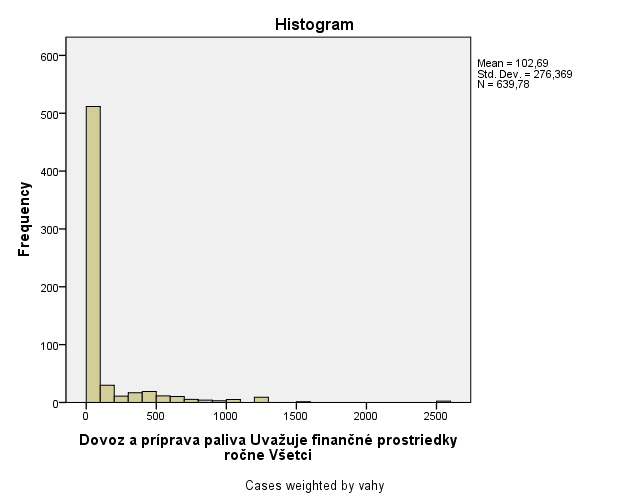 Histogram
Mean = 102,69
Std. Dev. = 276,369
N = 639,78
600
500
400
300
200
100
0
Frequency
0 500 1000 1500 2000 2500
Dovoz a príprava paliva Uvažuje finančné prostriedky
ročne Všetci
Cases weighted by vahy